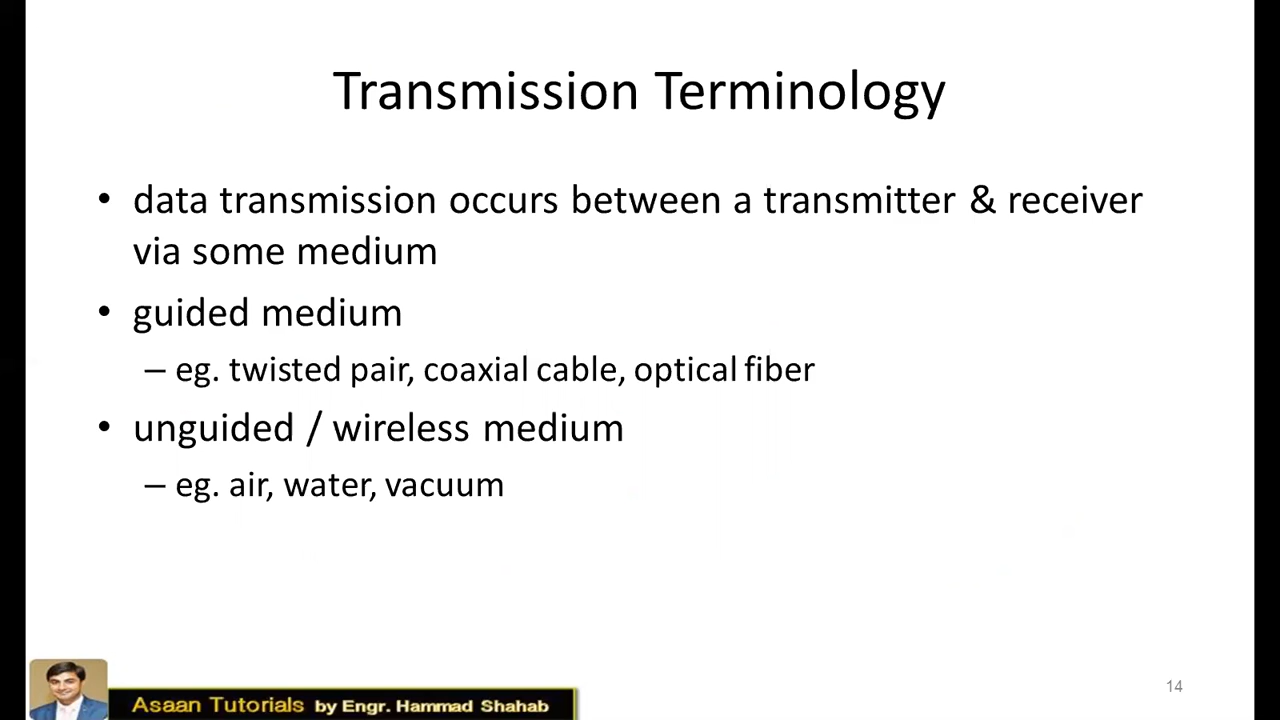 Transmission Terminology
• data transmission occurs between a transmitter & receiver
via some medium
• guided medium
– eg. twisted pair, coaxial cable, optical fiber
• unguided / wireless medium
– eg. air, water, vacuum
14
Asaan Tutorials by Engr. Hammad Shahab